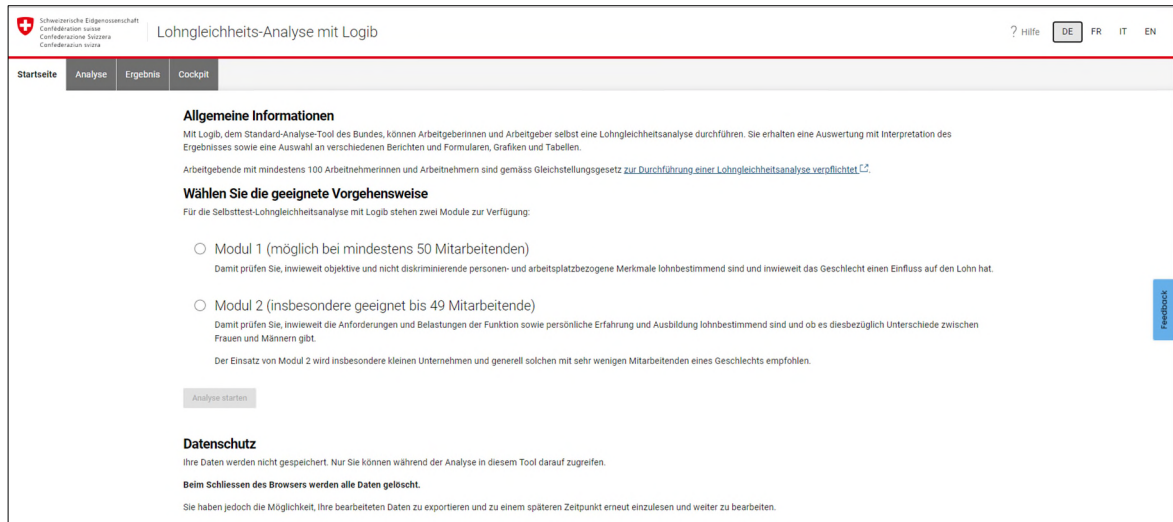 Schweizerische Eidgenossenschaft
Confédération suisse
Confederazione Svizzera
Confederaziun svizra
Lohngleichheits-Analyse mit Logib
? Hilfe DE FR IT EN
Startseite Analyse Ergebnis Cockpit
Allgemeine Informationen
Mit Logib, dem Standard-Analyse-Tool des Bundes, können Arbeitgeberinnen und Arbeitgeber selbst eine Lohngleichheitsanalyse durchführen. Sie erhalten eine Auswertung mit Interpretation des
Ergebnisses sowie eine Auswahl an verschiedenen Berichten und Formularen, Grafiken und Tabellen.
Arbeitgebende mit mindestens 100 Arbeitnehmerinnen und Arbeitnehmern sind gemäss Gleichstellungsgesetz zur Durchführung einer Lohngleichheitsanalyse verpflichtet.
Wählen Sie die geeignete Vorgehensweise
Für die Selbsttest-Lohngleichheitsanalyse mit Logib stehen zwei Module zur Verfügung:
Modul 1 (möglich bei mindestens 50 Mitarbeitenden)
Damit prüfen Sie, inwieweit objektive und nicht diskriminierende personen- und arbeitsplatzbezogene Merkmale lohnbestimmend sind und inwieweit das Geschlecht einen Einfluss auf den Lohn hat.
Modul 2 (insbesondere geeignet bis 49 Mitarbeitende)
Damit prüfen Sie, inwieweit die Anforderungen und Belastungen der Funktion sowie persönliche Erfahrung und Ausbildung lohnbestimmend sind und ob es diesbezüglich Unterschiede zwischen
Frauen und Männern gibt.
Der Einsatz von Modul 2 wird insbesondere kleinen Unternehmen und generell solchen mit sehr wenigen Mitarbeitenden eines Geschlechts empfohlen.
Analyse starten
Feedback
Datenschutz
Ihre Daten werden nicht gespeichert. Nur Sie können während der Analyse in diesem Tool darauf zugreifen.
Beim Schliessen des Browsers werden alle Daten gelöscht.
Sie haben jedoch die Möglichkeit, Ihre bearbeiteten Daten zu exportieren und zu einem späteren Zeitpunkt erneut einzulesen und weiter zu bearbeiten.